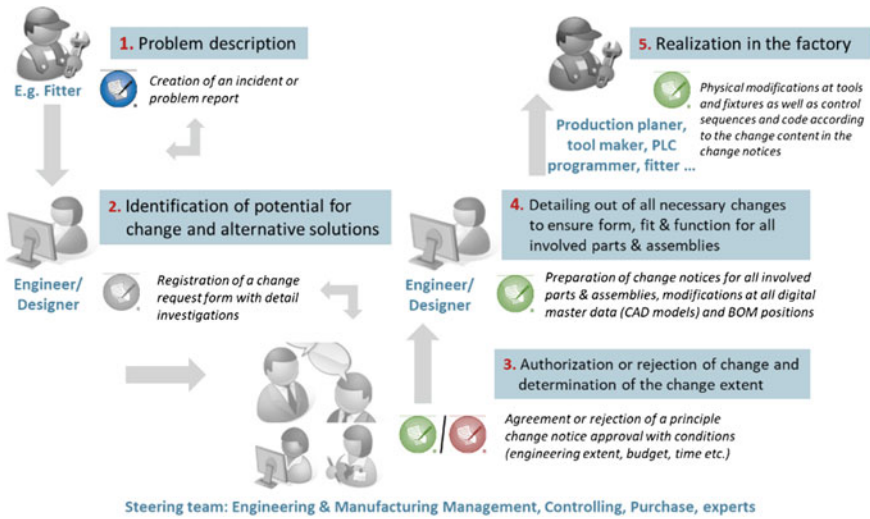 1. Problem description
E.g. Fitter
Creation of an incident or
problem report
2. Identification of potential for
change and alternative solutions
Engineer/
Designer
Registration of a change
request form with detail
investigations
3. Authorization or rejection of change and
determination of the change extent
Agreement or rejection of a principle
change notice approval with conditions
(engineering extent, budget, time etc.)
4. Detailing out of all necessary changes
to ensure form, fit & function for all
involved parts & assemblies
Engineer/
Designer
Preparation of change notices for all involved
parts & assemblies, modifications at all digital
master data (CAD models) and BOM positions
5. Realization in the factory
Physical modifications at tools
and fixtures as well as control
sequences and code according
to the change content in the
change notices
Production planer,
tool maker, PLC
programmer, fitter ...
Steering team: Engineering & Manufacturing Management, Controlling, Purchase, experts